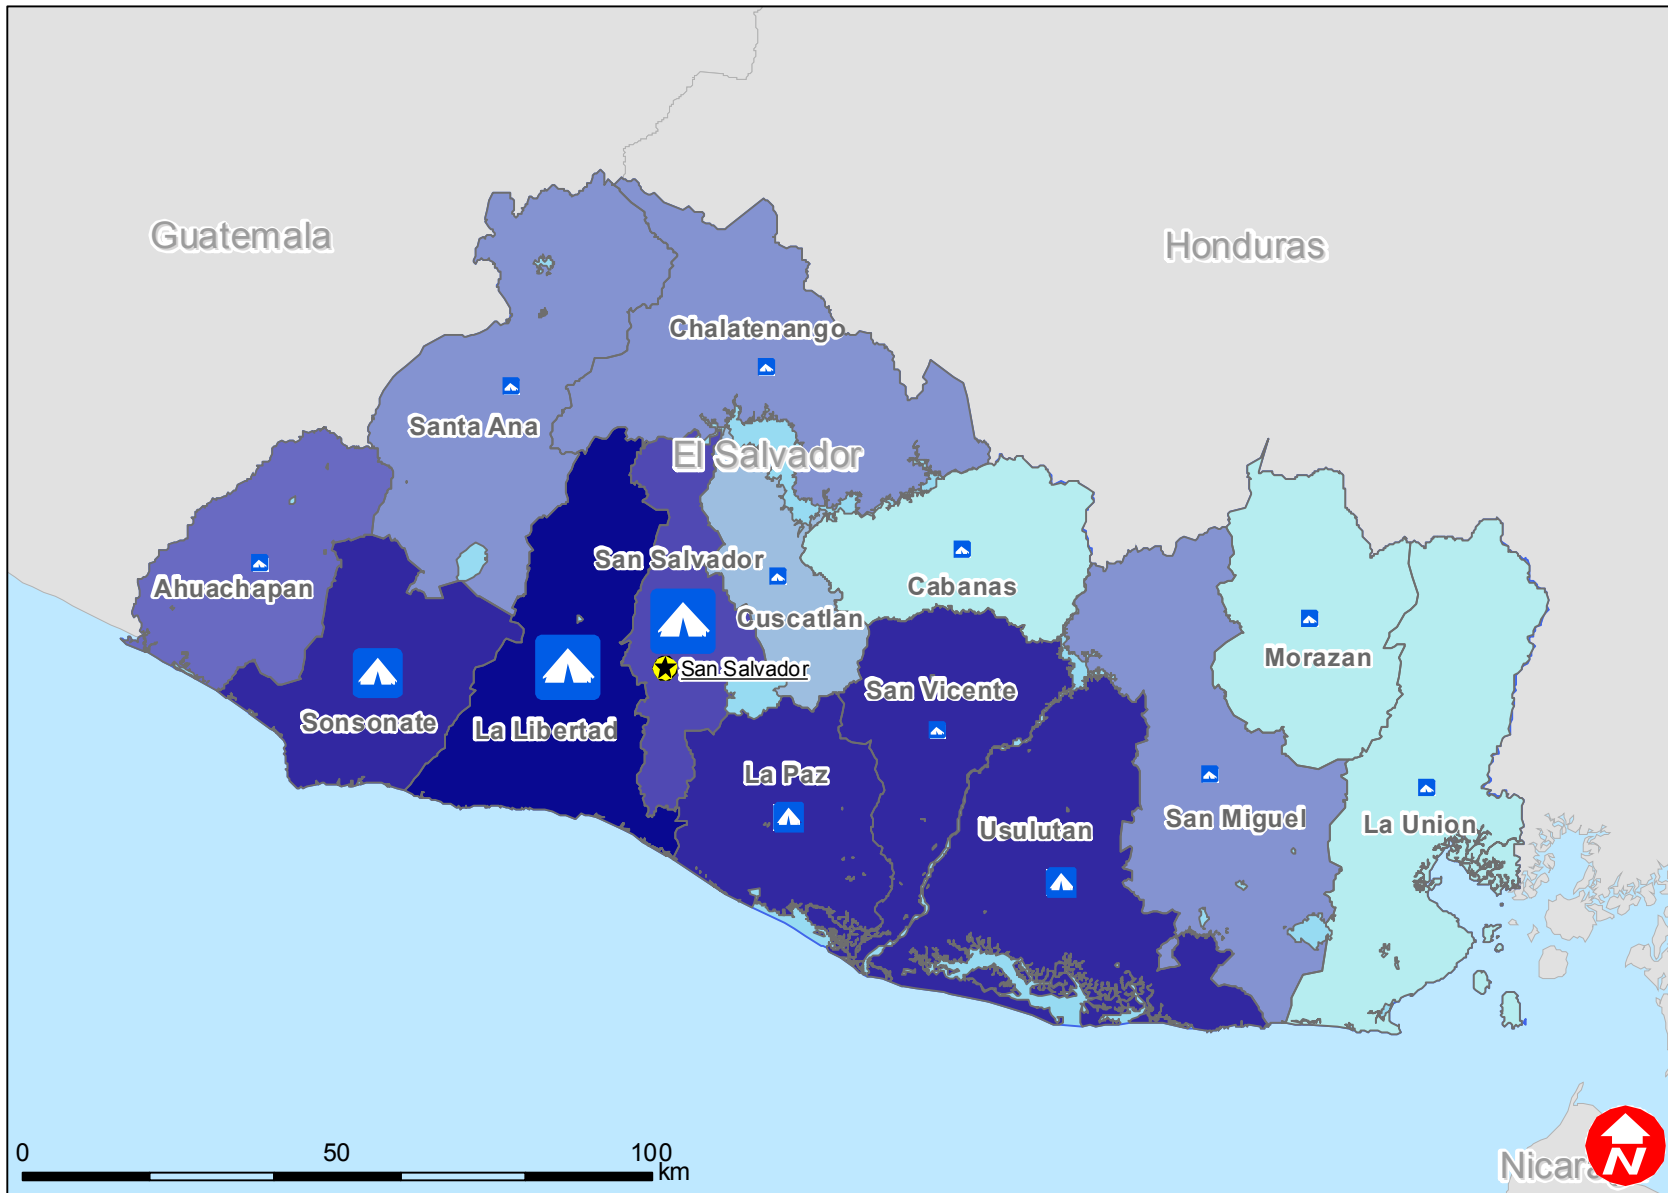 Guatemala
Honduras
Chalatenango
Santa Ana
El Salvador
San Salvador
Ahuachapan
Cabanas
Cuscatlan
Morazan
San Salvador
San Vicente
Sonsonate
La Libertad
La Paz
Usulutan
San Miguel
La Union
0 50 100
km
N